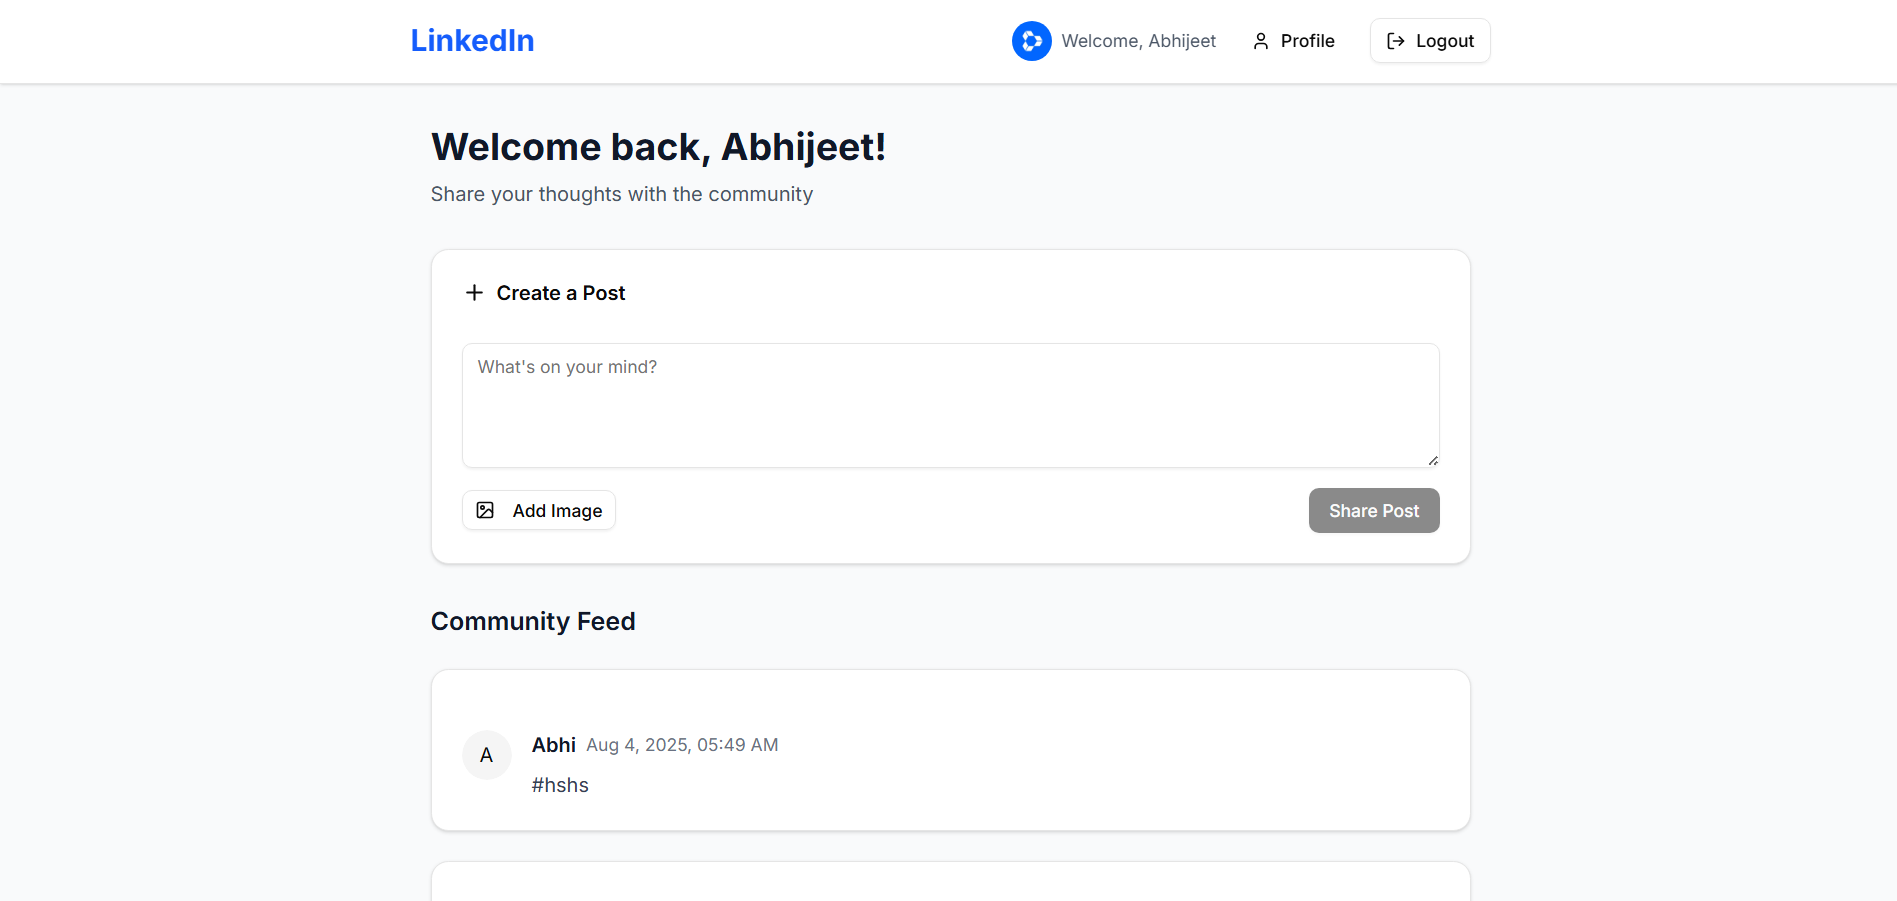 LinkedIn
Welcome, Abhijeet
Profile
Logout
Welcome back, Abhijeet!
Share your thoughts with the community
Create a Post
What's on your mind?
Add Image
Share Post
Community Feed
A
Abhi Aug 4, 2025, 05:49 AM
#hshs